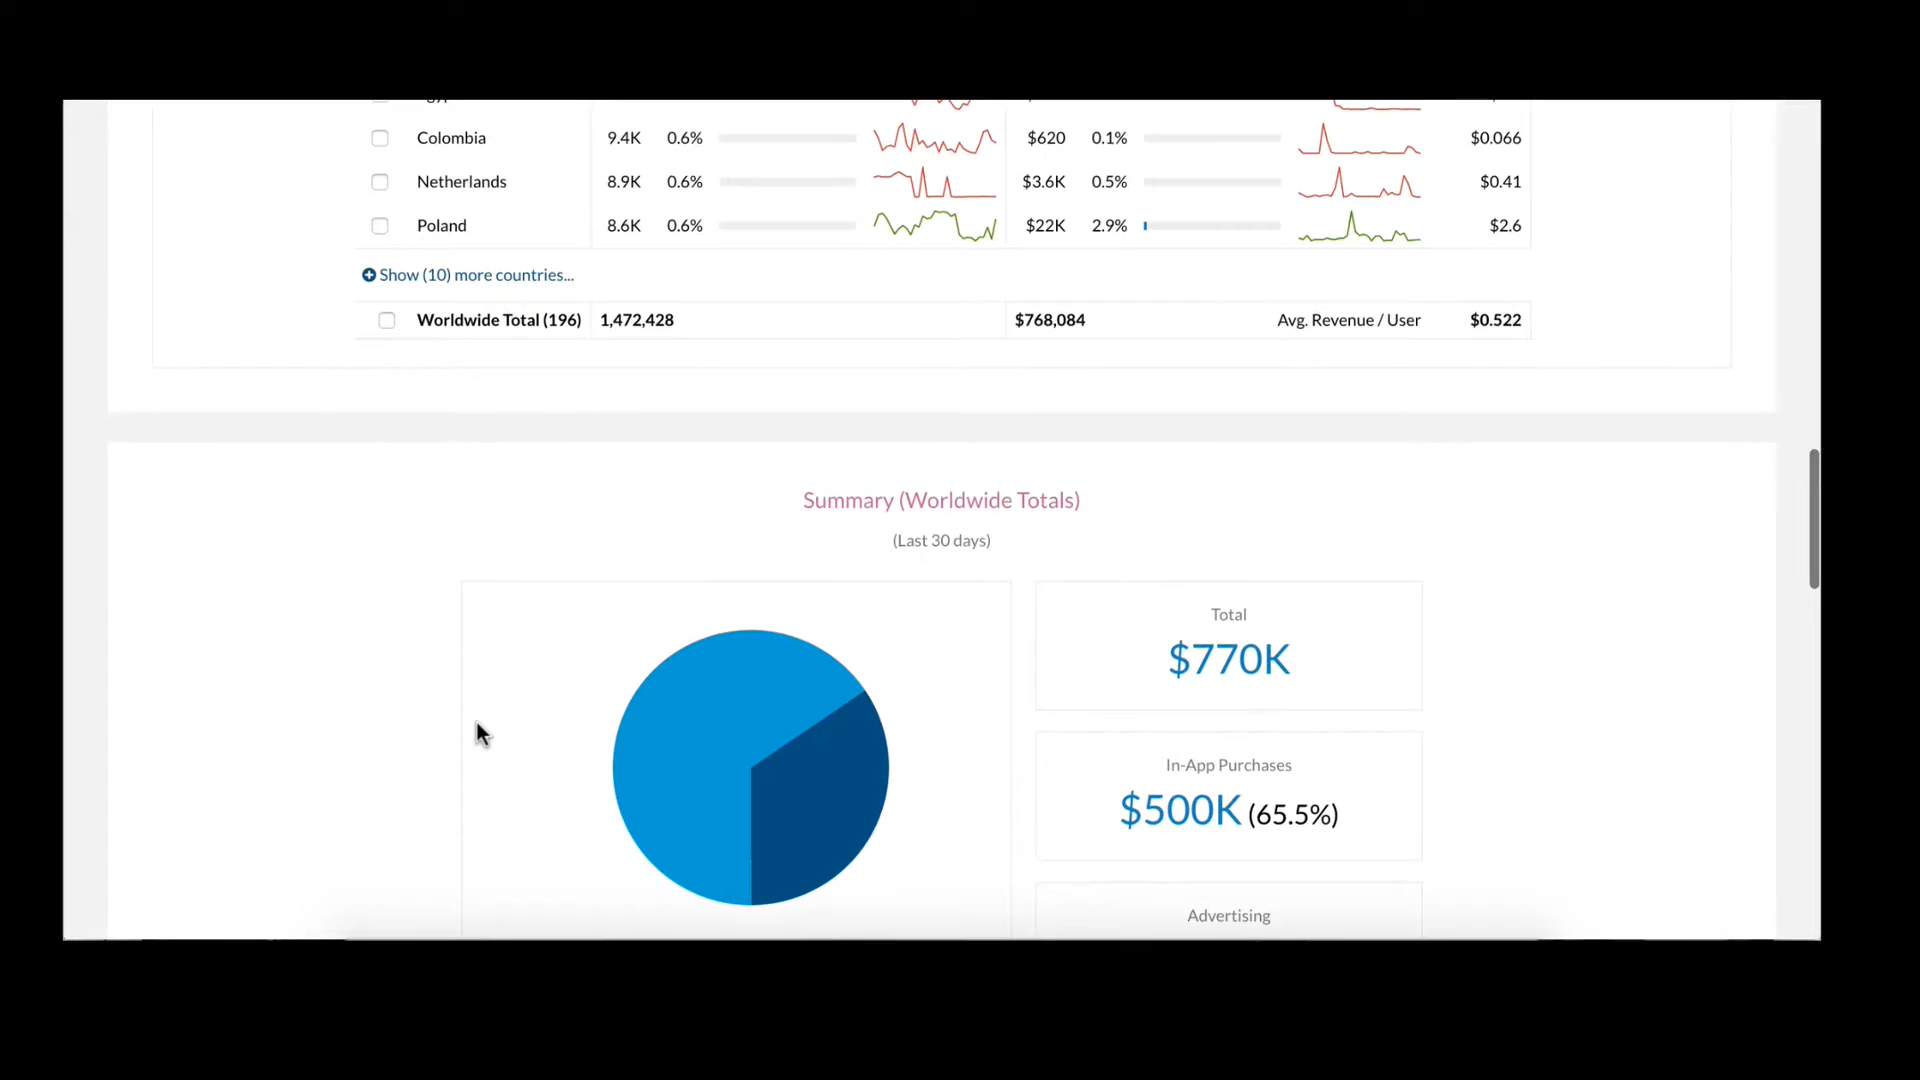 Colombia 9.4K 0.6% $620 0.1% $0.066
Netherlands 8.9K 0.6% $3.6K 0.5% $0.41
Poland 8.6K 0.6% $22K 2.9% $2.6
Show (10) more countries...
Worldwide Total (196) 1,472,428 $768,084 Avg. Revenue / User $0.522
Summary (Worldwide Totals)
(Last 30 days)
Total
$770K
In-App Purchases
$500K (65.5%)
Advertising